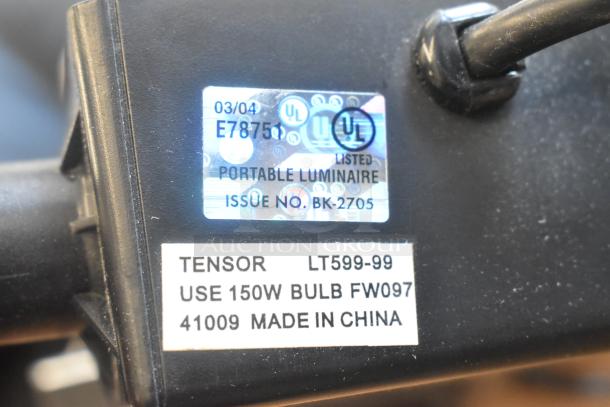 03/04
E78751
UL
UL
LISTED
PORTABLE LUMINAIRE
ISSUE NO. BK-2705
AUCTION GROUP
TENSOR LT599-99
USE 150W BULB FW097
41009 MADE IN CHINA